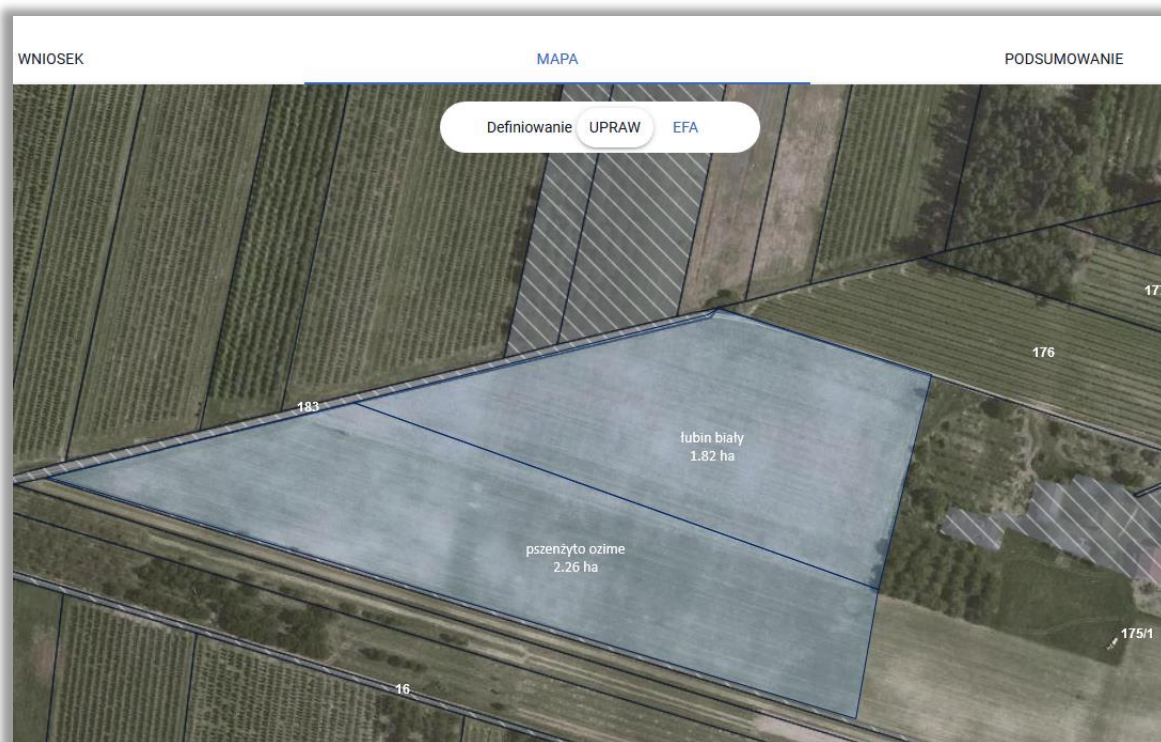 WNIOSEK
MAPA
PODSUMOWANIE
Definiowanie UPRAW EFA
176
183
łubin biały
1.82 ha
pszenżyto ozime
2.26 ha
175/1
16